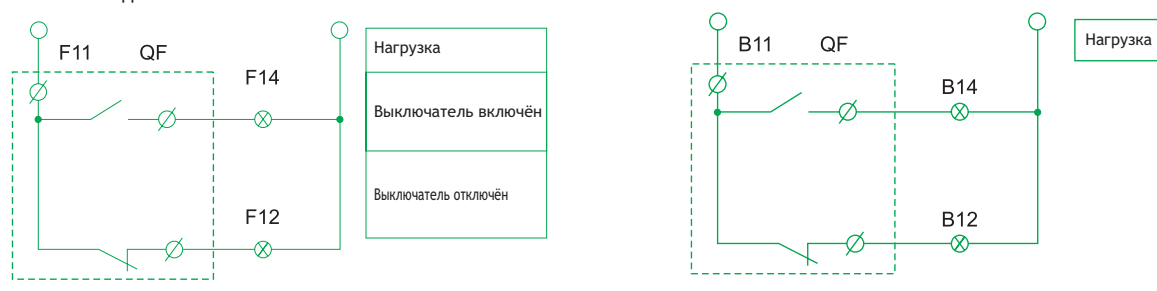 F11 QF
F14
F12
Нагрузка
Выключатель включён
Выключатель отключён
B11 QF
B14
B12
Нагрузка